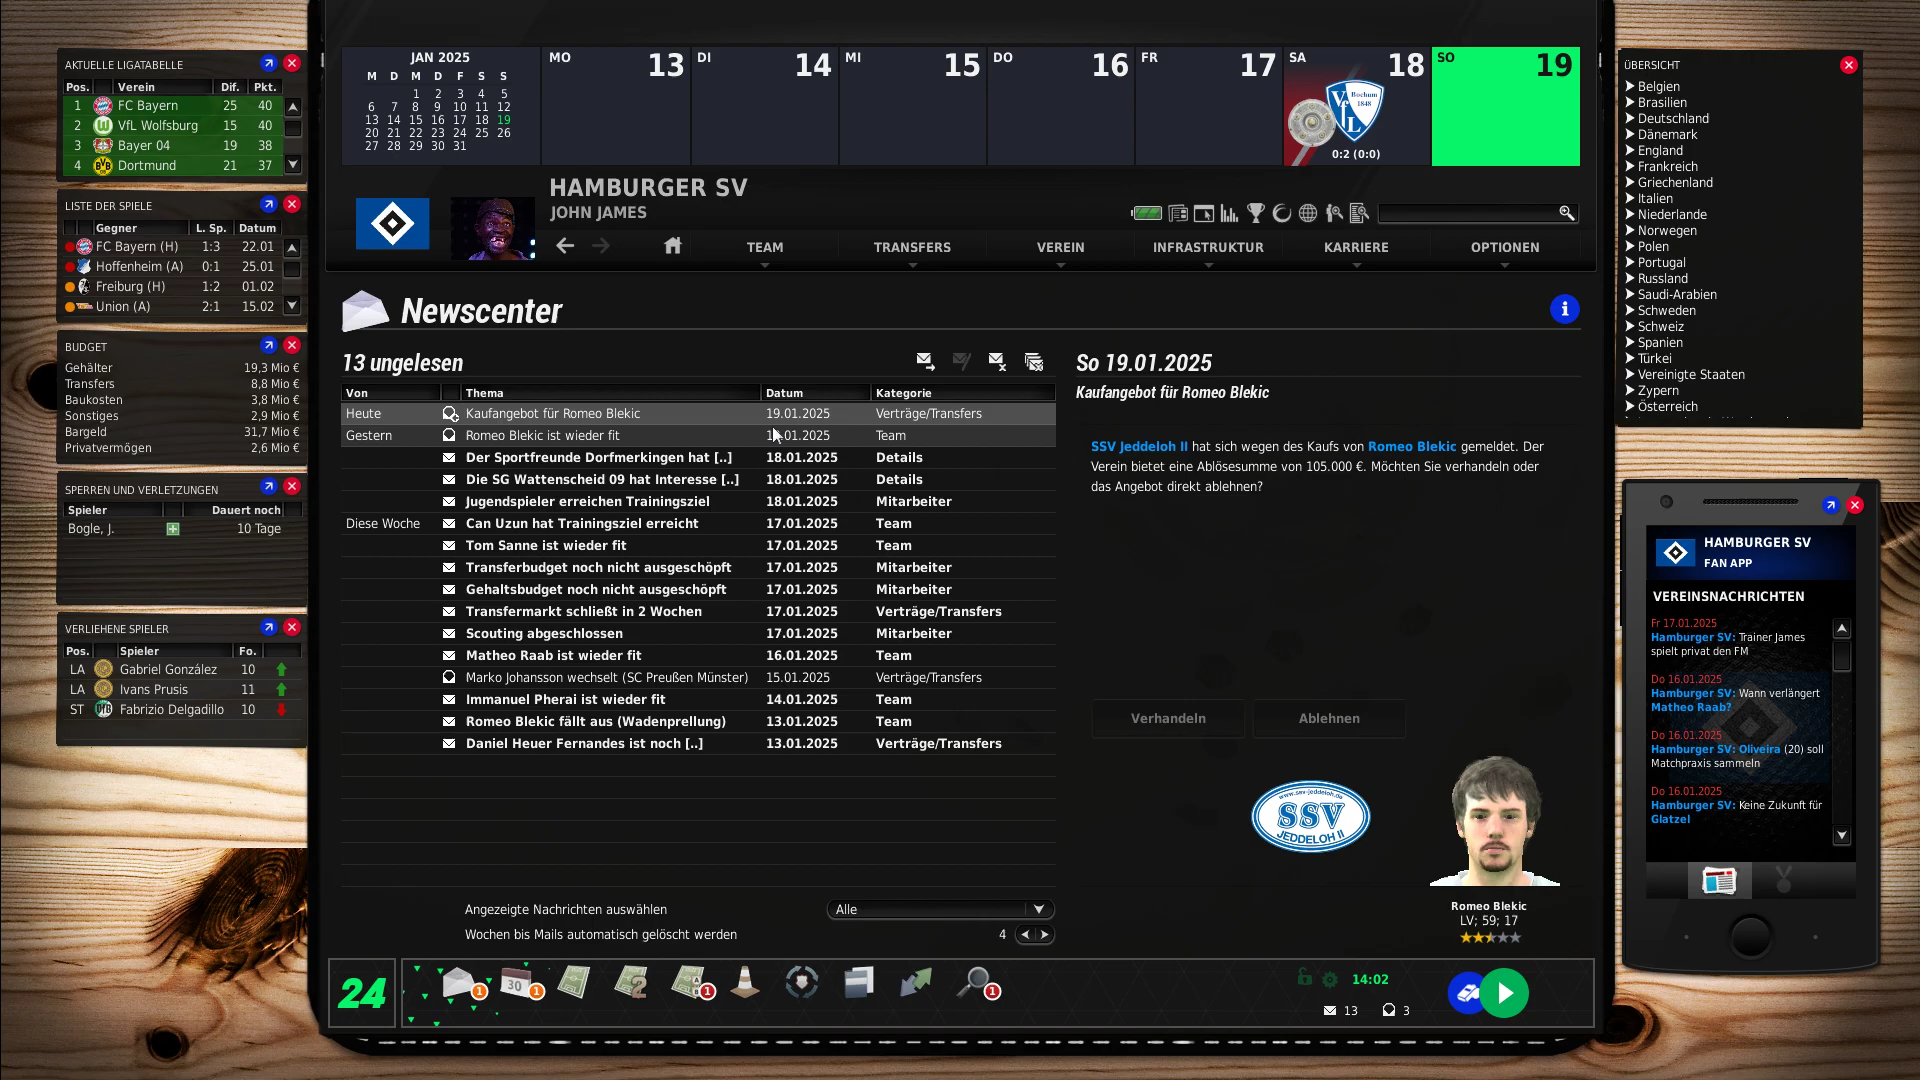 AKTUELLE LIGATABELLE
Pos. Verein Dif. Pkt.
1 FC Bayern 25 40
2 VfL Wolfsburg 15 40
3 Bayer 04 19 38
4 Dortmund 21 37
LISTE DER SPIELE
Gegner L. Sp. Datum
FC Bayern (H) 1:3 22.01
Hoffenheim (A) 0:1 25.01
Freiburg (H) 1:2 01.02
Union (A) 2:1 15.02
BUDGET
Gehälter 19,3 Mio €
Transfers 8,8 Mio €
Baukosten 3,8 Mio €
Sonstiges 2,9 Mio €
Bargeld 31,7 Mio €
Privatvermögen 2,6 Mio €
SPERREN UND VERLETZUNGEN
Spieler Dauert noch
Bogle, J. 10 Tage
VERLIEHENE SPIELER
Pos. Spieler Fo.
LA Gabriel González 10
LA Ivans Prusis 11
ST Fabrizio Delgadillo 10
JAN 2025
M D M D F S S
1 2 3 4 5
6 7 8 9 10 11 12
13 14 15 16 17 18 19
20 21 22 23 24 25 26
27 28 29 30 31
MO 13
DI 14
MI 15
DO 16
FR 17
SA 18
VfL Bochum 1848
0:2 (0:0)
SO 19
HAMBURGER SV
JOHN JAMES
TEAM TRANSFERS VEREIN INFRASTRUKTUR KARRIERE OPTIONEN
Newscenter
13 ungelesen
Von Thema Datum Kategorie
Heute Kaufangebot für Romeo Blekic 19.01.2025 Verträge/Transfers
Gestern Romeo Blekic ist wieder fit 01.2025 Team
Der Sportfreunde Dorfmerkingen hat [..] 18.01.2025 Details
Die SG Wattenscheid 09 hat Interesse [..] 18.01.2025 Details
Jugendspieler erreichen Trainingsziel 18.01.2025 Mitarbeiter
Diese Woche Can Uzun hat Trainingsziel erreicht 17.01.2025 Team
Tom Sanne ist wieder fit 17.01.2025 Team
Transferbudget noch nicht ausgeschöpft 17.01.2025 Mitarbeiter
Gehaltsbudget noch nicht ausgeschöpft 17.01.2025 Mitarbeiter
Transfermarkt schließt in 2 Wochen 17.01.2025 Verträge/Transfers
Scouting abgeschlossen 17.01.2025 Mitarbeiter
Matheo Raab ist wieder fit 16.01.2025 Team
Marko Johansson wechselt (SC Preußen Münster) 15.01.2025 Verträge/Transfers
Immanuel Pherai ist wieder fit 14.01.2025 Team
Romeo Blekic fällt aus (Wadenprellung) 13.01.2025 Team
Daniel Heuer Fernandes ist noch [..] 13.01.2025 Verträge/Transfers
Angezeigte Nachrichten auswählen Alle
Wochen bis Mails automatisch gelöscht werden 4
So 19.01.2025
Kaufangebot für Romeo Blekic
SSV Jeddeloh II hat sich wegen des Kaufs von Romeo Blekic gemeldet. Der
Verein bietet eine Ablösesumme von 105.000 €. Möchten Sie verhandeln oder
das Angebot direkt ablehnen?
Verhandeln Ablehnen
www.ssv-jeddeloh.de
SSV
JEDDELOH II
Romeo Blekic
LV; 59; 17
24
1 30 1 2 1 1
14:02
13 3
ÜBERSICHT
Belgien
Brasilien
Deutschland
Dänemark
England
Frankreich
Griechenland
Italien
Niederlande
Norwegen
Polen
Portugal
Russland
Saudi-Arabien
Schweden
Schweiz
Spanien
Türkei
Vereinigte Staaten
Zypern
Österreich
HAMBURGER SV
FAN APP
VEREINSNACHRICHTEN
Fr 17.01.2025
Hamburger SV: Trainer James
spielt privat den FM
Do 16.01.2025
Hamburger SV: Wann verlängert
Matheo Raab?
Do 16.01.2025
Hamburger SV: Oliveira (20) soll
Matchpraxis sammeln
Do 16.01.2025
Hamburger SV: Keine Zukunft für
Glatzel